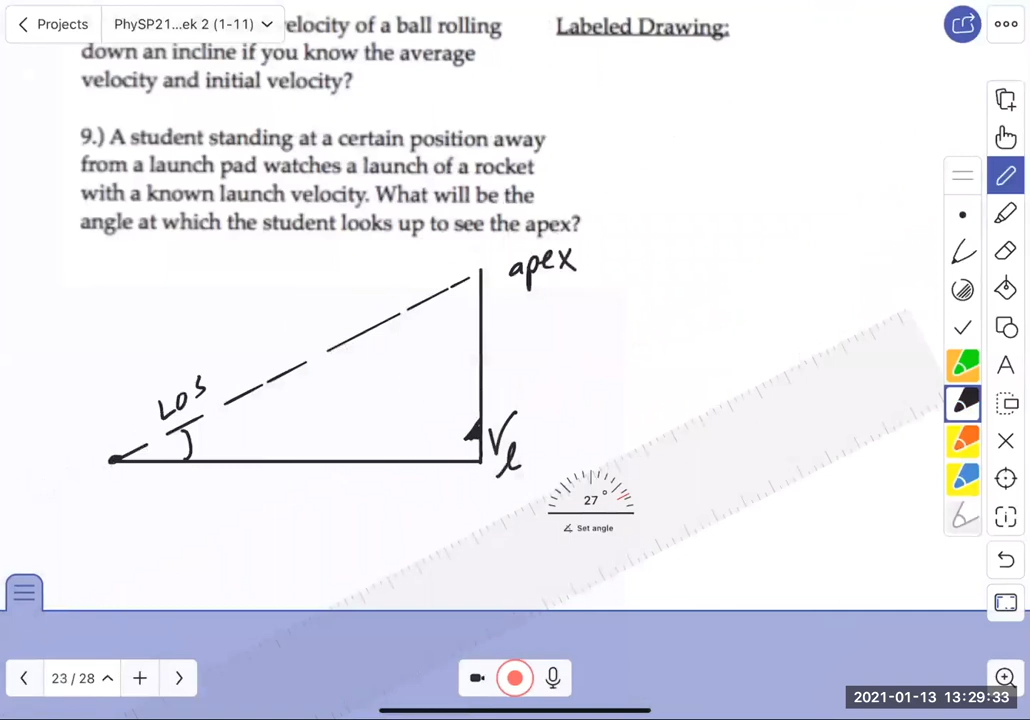 Projects
PhySP21...ek 2 (1-11)
elocity of a ball rolling
down an incline if you know the average
velocity and initial velocity?
Labeled Drawing:
9.) A student standing at a certain position away
from a launch pad watches a launch of a rocket
with a known launch velocity. What will be the
angle at which the student looks up to see the apex?
apex
LOS
Vl
27°
Set angle
A
23 / 28
2021-01-13 13:29:33